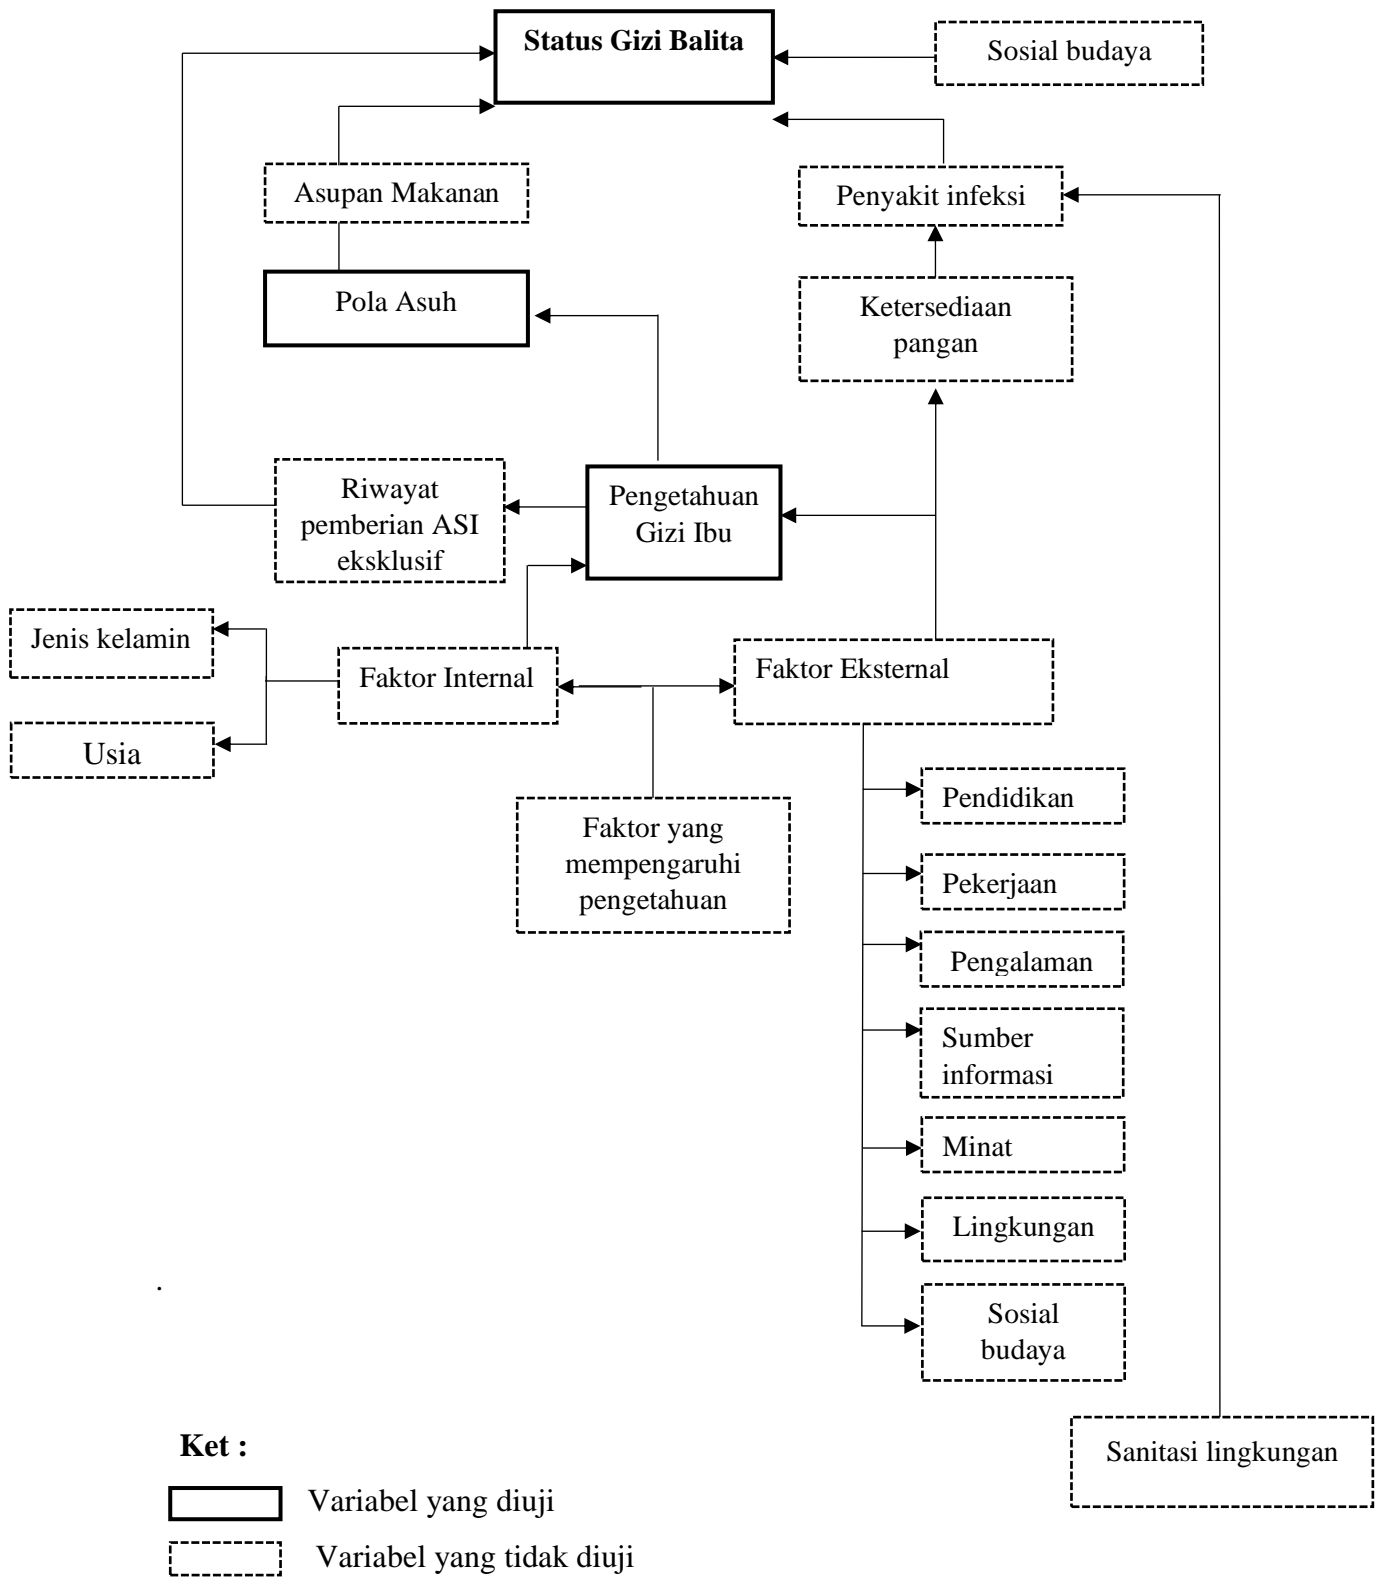 Status Gizi Balita
Sosial budaya
Asupan Makanan
Penyakit infeksi
Pola Asuh
Ketersediaan
pangan
Riwayat
pemberian ASI
eksklusif
Pengetahuan
Gizi Ibu
Jenis kelamin
Faktor Internal
Faktor Eksternal
Usia
Faktor yang
mempengaruhi
pengetahuan
Pendidikan
Pekerjaan
Pengalaman
Sumber
informasi
Minat
Lingkungan
.
Sosial
budaya
Sanitasi lingkungan
Ket :
Variabel yang diuji
Variabel yang tidak diuji